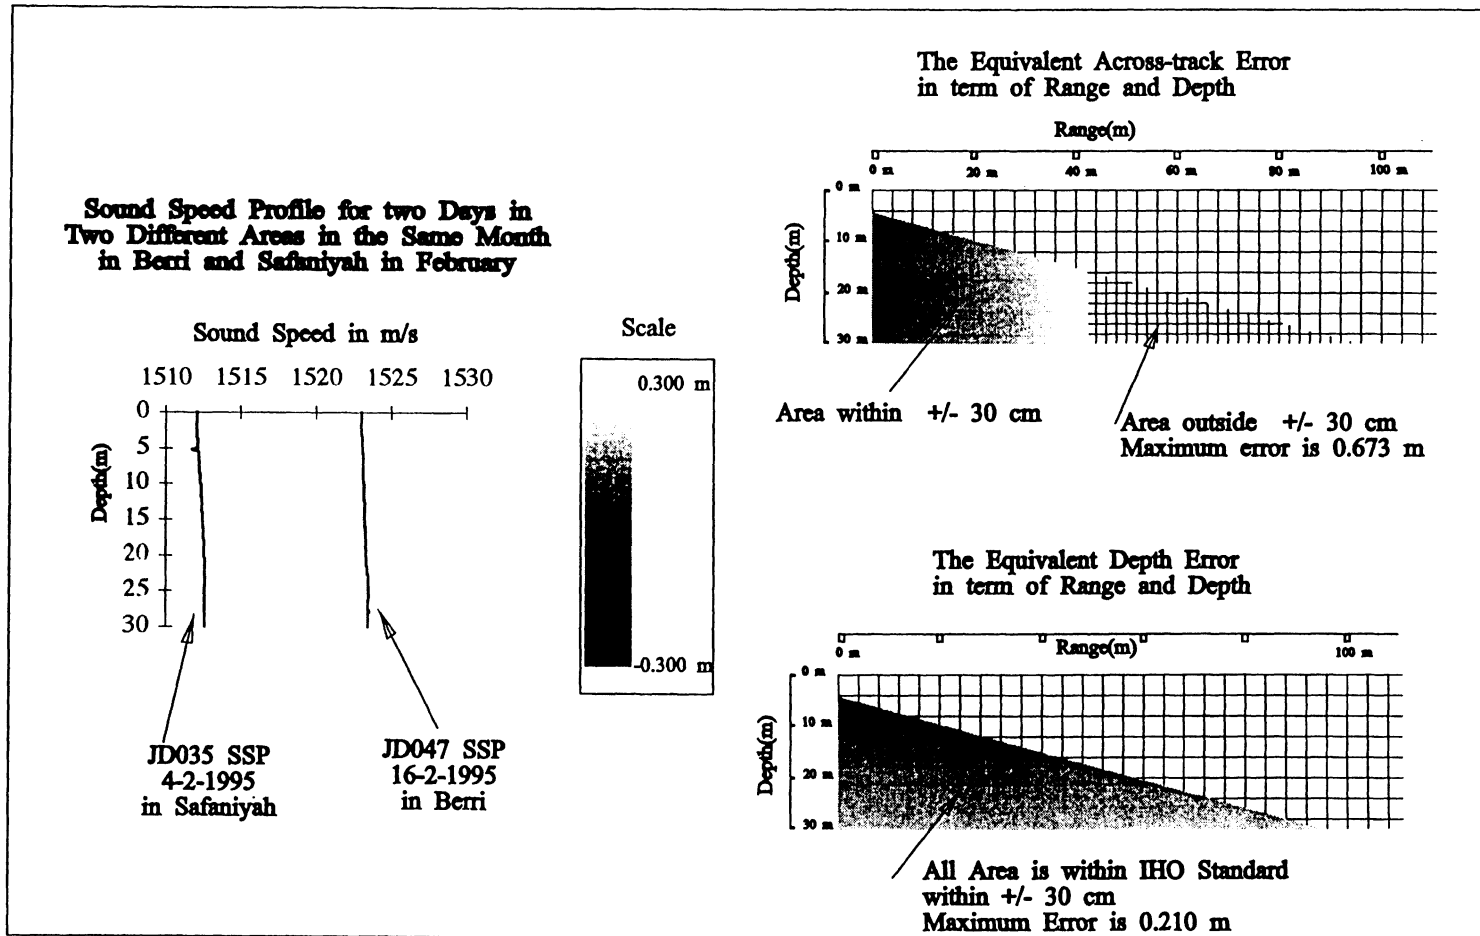 The Equivalent Across-track Error
in term of Range and Depth
Range(m)
0 m 20 m 40 m 60 m 80 m 100 m
Depth(m)
0 m
10 m
20 m
30 m
Area within +/- 30 cm
Area outside +/- 30 cm
Maximum error is 0.673 m
Sound Speed Profile for two Days in
Two Different Areas in the Same Month
in Berri and Safaniyah in February
Sound Speed in m/s
1510 1515 1520 1525 1530
Depth(m)
0
5
10
15
20
25
30
JD035 SSP
4-2-1995
in Safaniyah
JD047 SSP
16-2-1995
in Berri
Scale
0.300 m
-0.300 m
The Equivalent Depth Error
in term of Range and Depth
Range(m)
0 m 100 m
Depth(m)
0 m
10 m
20 m
30 m
All Area is within IHO Standard
within +/- 30 cm
Maximum Error is 0.210 m